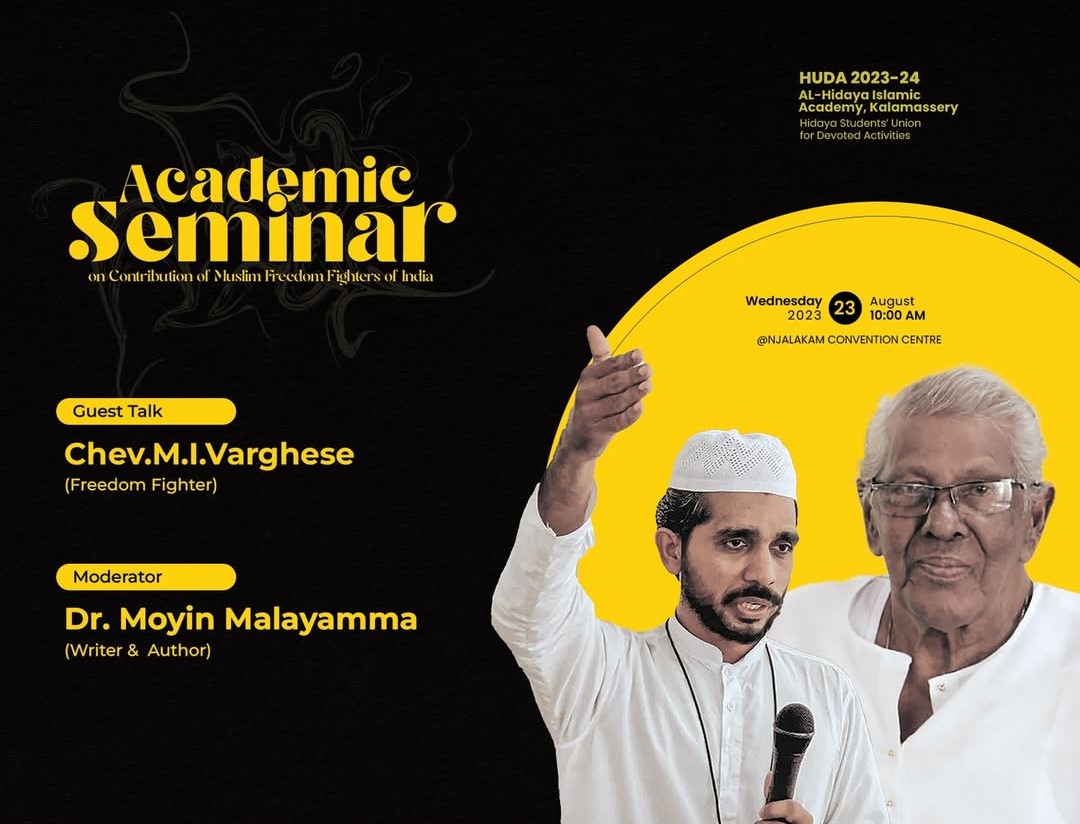 HUDA 2023-24
AL-Hidaya Islamic
Academy, Kalamassery
Hidaya Students' Union
for Devoted Activities
Academic
Seminar
on Contribution of Muslim Freedom Fighters of India
Wednesday 23 August
2023 10:00 AM
@NJALAKAM CONVENTION CENTRE
Guest Talk
Chev.M.I.Varghese
(Freedom Fighter)
Moderator
Dr. Moyin Malayamma
(Writer & Author)